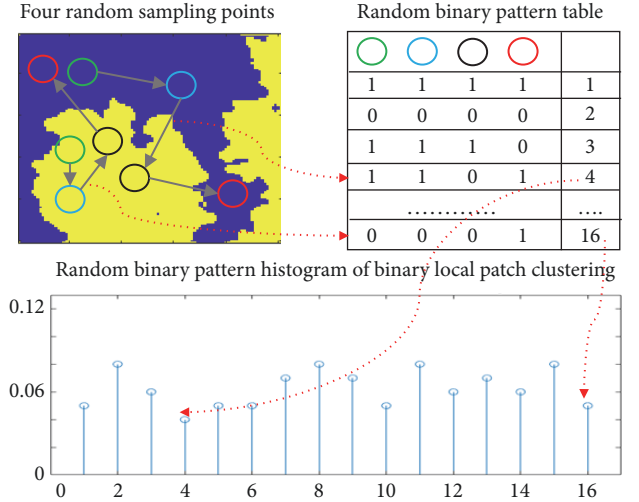 Four random sampling points
Random binary pattern table
1 1 1 1 1
0 0 0 0 2
1 1 1 0 3
1 1 0 1 4
............ ....
0 0 0 1 16
Random binary pattern histogram of binary local patch clustering
0.12
0.06
0
0 2 4 6 8 10 12 14 16